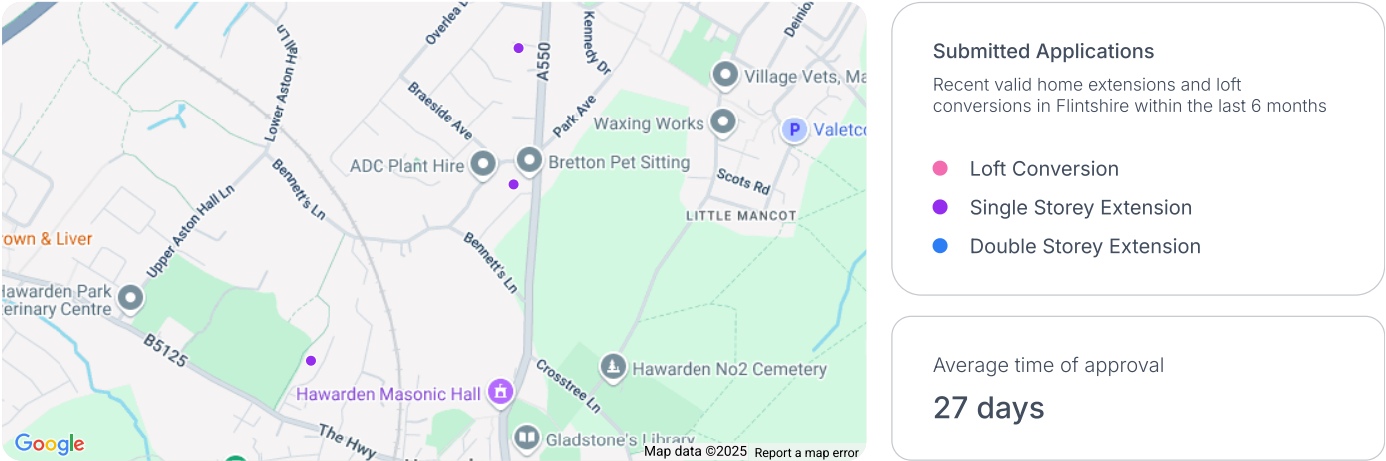 Overlea
Kennedy Dr
Deinio
Lower Aston Hall Ln
A550
Village Vets, Ma
Braeside Ave
Park Ave
Waxing Works
P
Valetco
ADC Plant Hire
Bretton Pet Sitting
Bennett's Ln
Scots Rd
Upper Aston Hall Ln
LITTLE MANCOT
own & Liver
Bennett's Ln
Hawarden Park
erinary Centre
B5125
Crosstree Ln
Hawarden No2 Cemetery
Hawarden Masonic Hall
The Hwy
Google
Gladstone's Library
Map data ©2025
Report a map error
Submitted Applications
Recent valid home extensions and loft
conversions in Flintshire within the last 6 months
Loft Conversion
Single Storey Extension
Double Storey Extension
Average time of approval
27 days